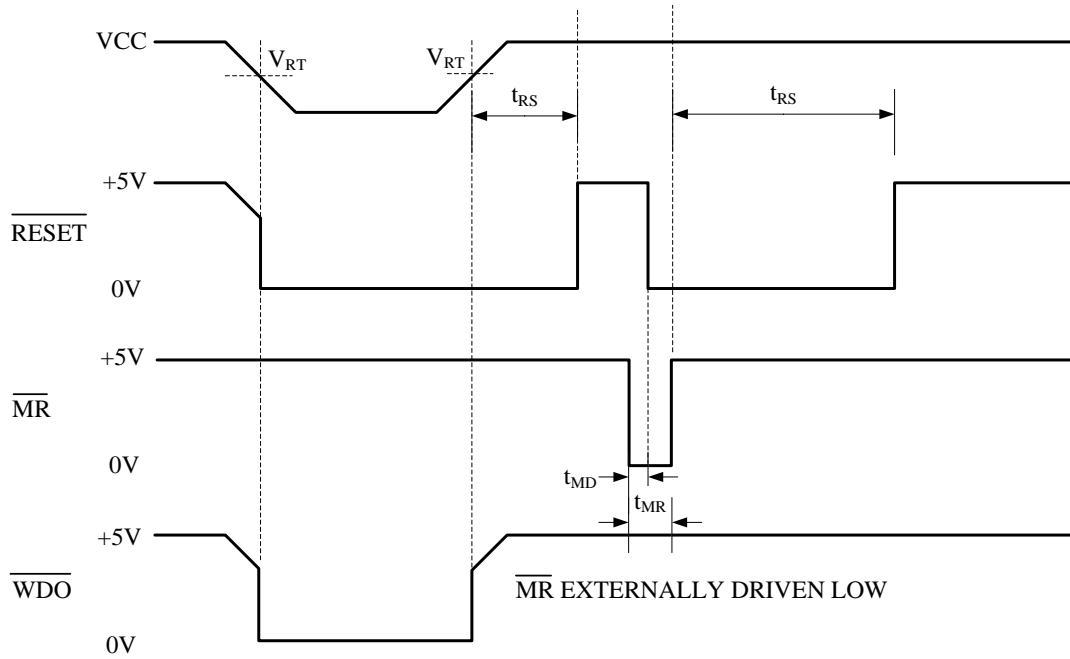 VCC
V_RT
V_RT
t_RS
t_RS
+5V
RESET
0V
+5V
MR
0V
t_MD
t_MR
+5V
WDO
MR EXTERNALLY DRIVEN LOW
0V